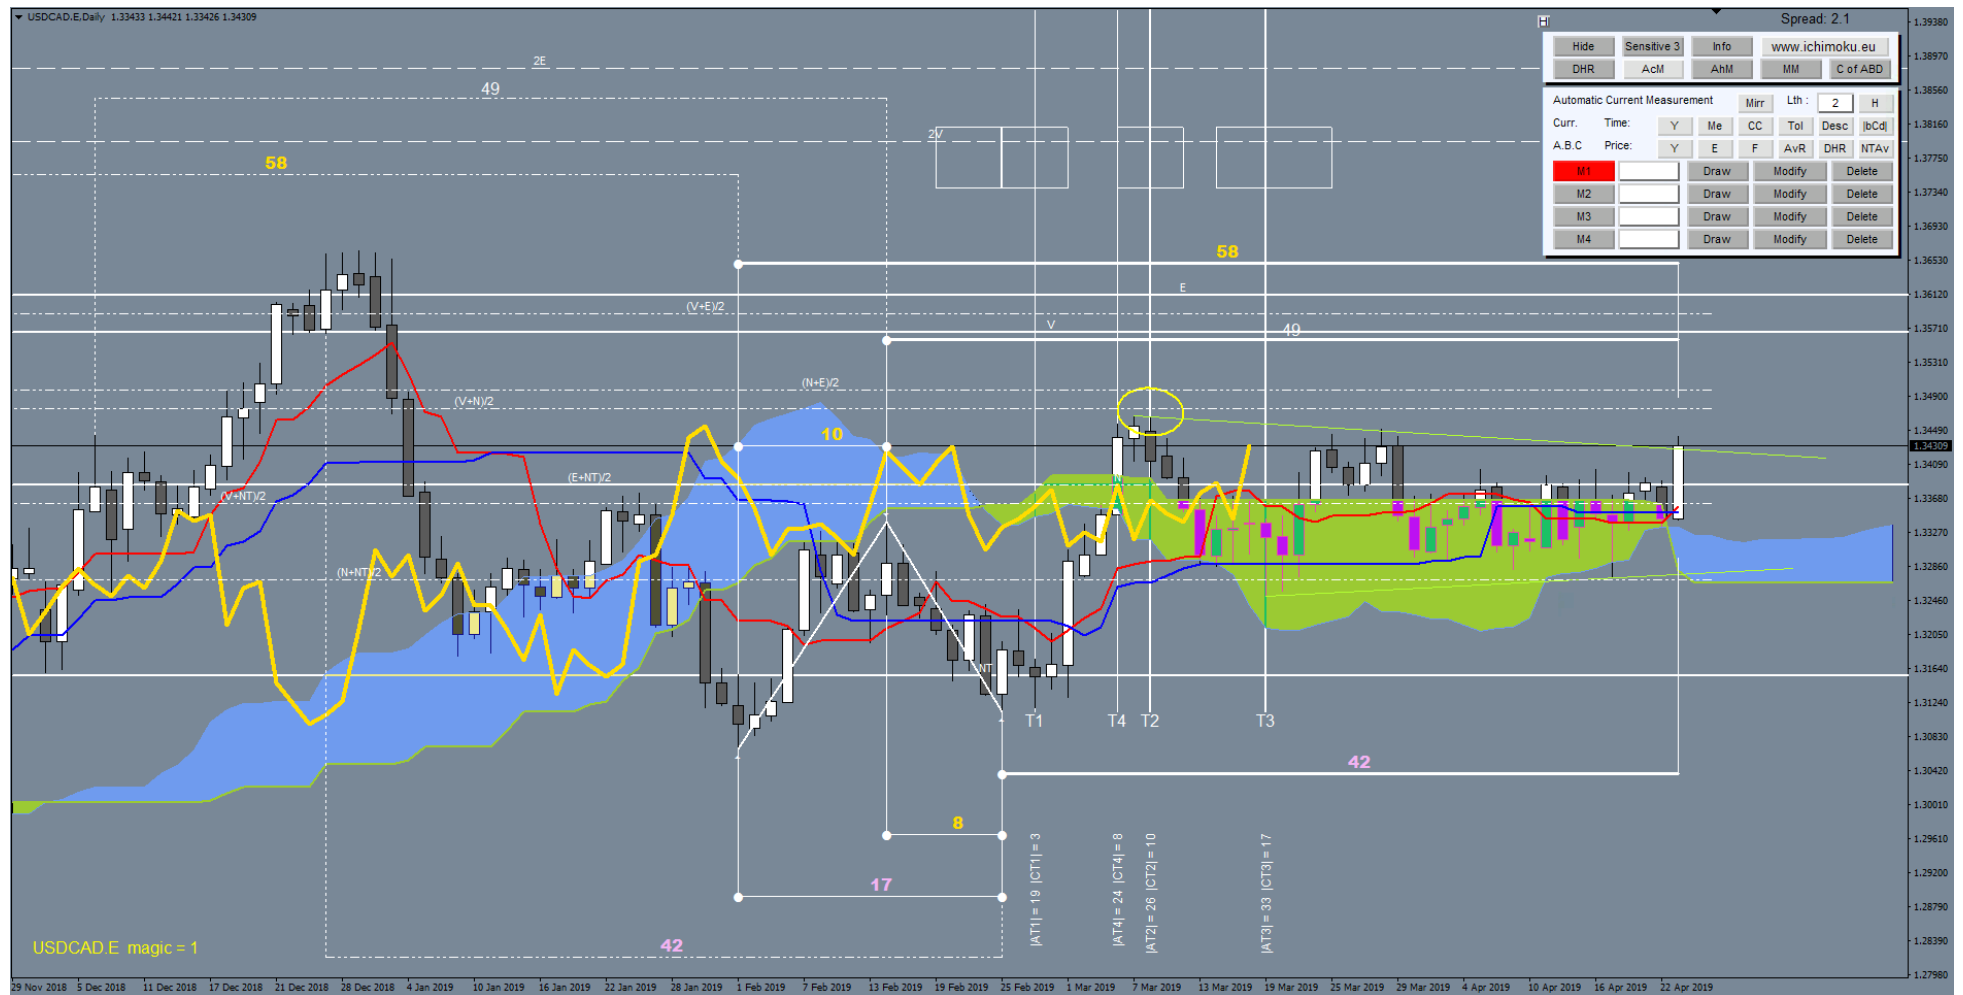 USDCAD.E,Daily 1.33433 1.34421 1.33426 1.34309
Spread: 2.1
H
Hide Sensitive 3 Info www.ichimoku.eu
DHR AcM AhM MM C of ABD
Automatic Current Measurement Mirr Lth : 2 H
Curr. Time: Y Me CC Tol Desc |bCd|
A.B.C Price: Y E F AvR DHR NTAv
M1 Draw Modify Delete
M2 Draw Modify Delete
M3 Draw Modify Delete
M4 Draw Modify Delete
2E
49
2V
58
58
E
(V+E)/2
V
49
(N+E)/2
(V+N)/2
10
(E+NT)/2
N
(V+NT)/2
(N+NT)/2
NT
T1 T4 T2 T3
42
8
17
42
|AT1| = 19 |CT1| = 3
|AT4| = 24 |CT4| = 8
|AT2| = 26 |CT2| = 10
|AT3| = 33 |CT3| = 17
USDCAD.E magic = 1
1.39380
1.38970
1.38560
1.38160
1.37750
1.37340
1.36930
1.36530
1.36120
1.35710
1.35310
1.34900
1.34490
1.34309
1.34090
1.33680
1.33270
1.32860
1.32460
1.32050
1.31640
1.31240
1.30830
1.30420
1.30010
1.29610
1.29200
1.28790
1.28390
1.27980
29 Nov 2018 5 Dec 2018 11 Dec 2018 17 Dec 2018 21 Dec 2018 28 Dec 2018 4 Jan 2019 10 Jan 2019 16 Jan 2019 22 Jan 2019 28 Jan 2019 1 Feb 2019 7 Feb 2019 13 Feb 2019 19 Feb 2019 25 Feb 2019 1 Mar 2019 7 Mar 2019 13 Mar 2019 19 Mar 2019 25 Mar 2019 29 Mar 2019 4 Apr 2019 10 Apr 2019 16 Apr 2019 22 Apr 2019